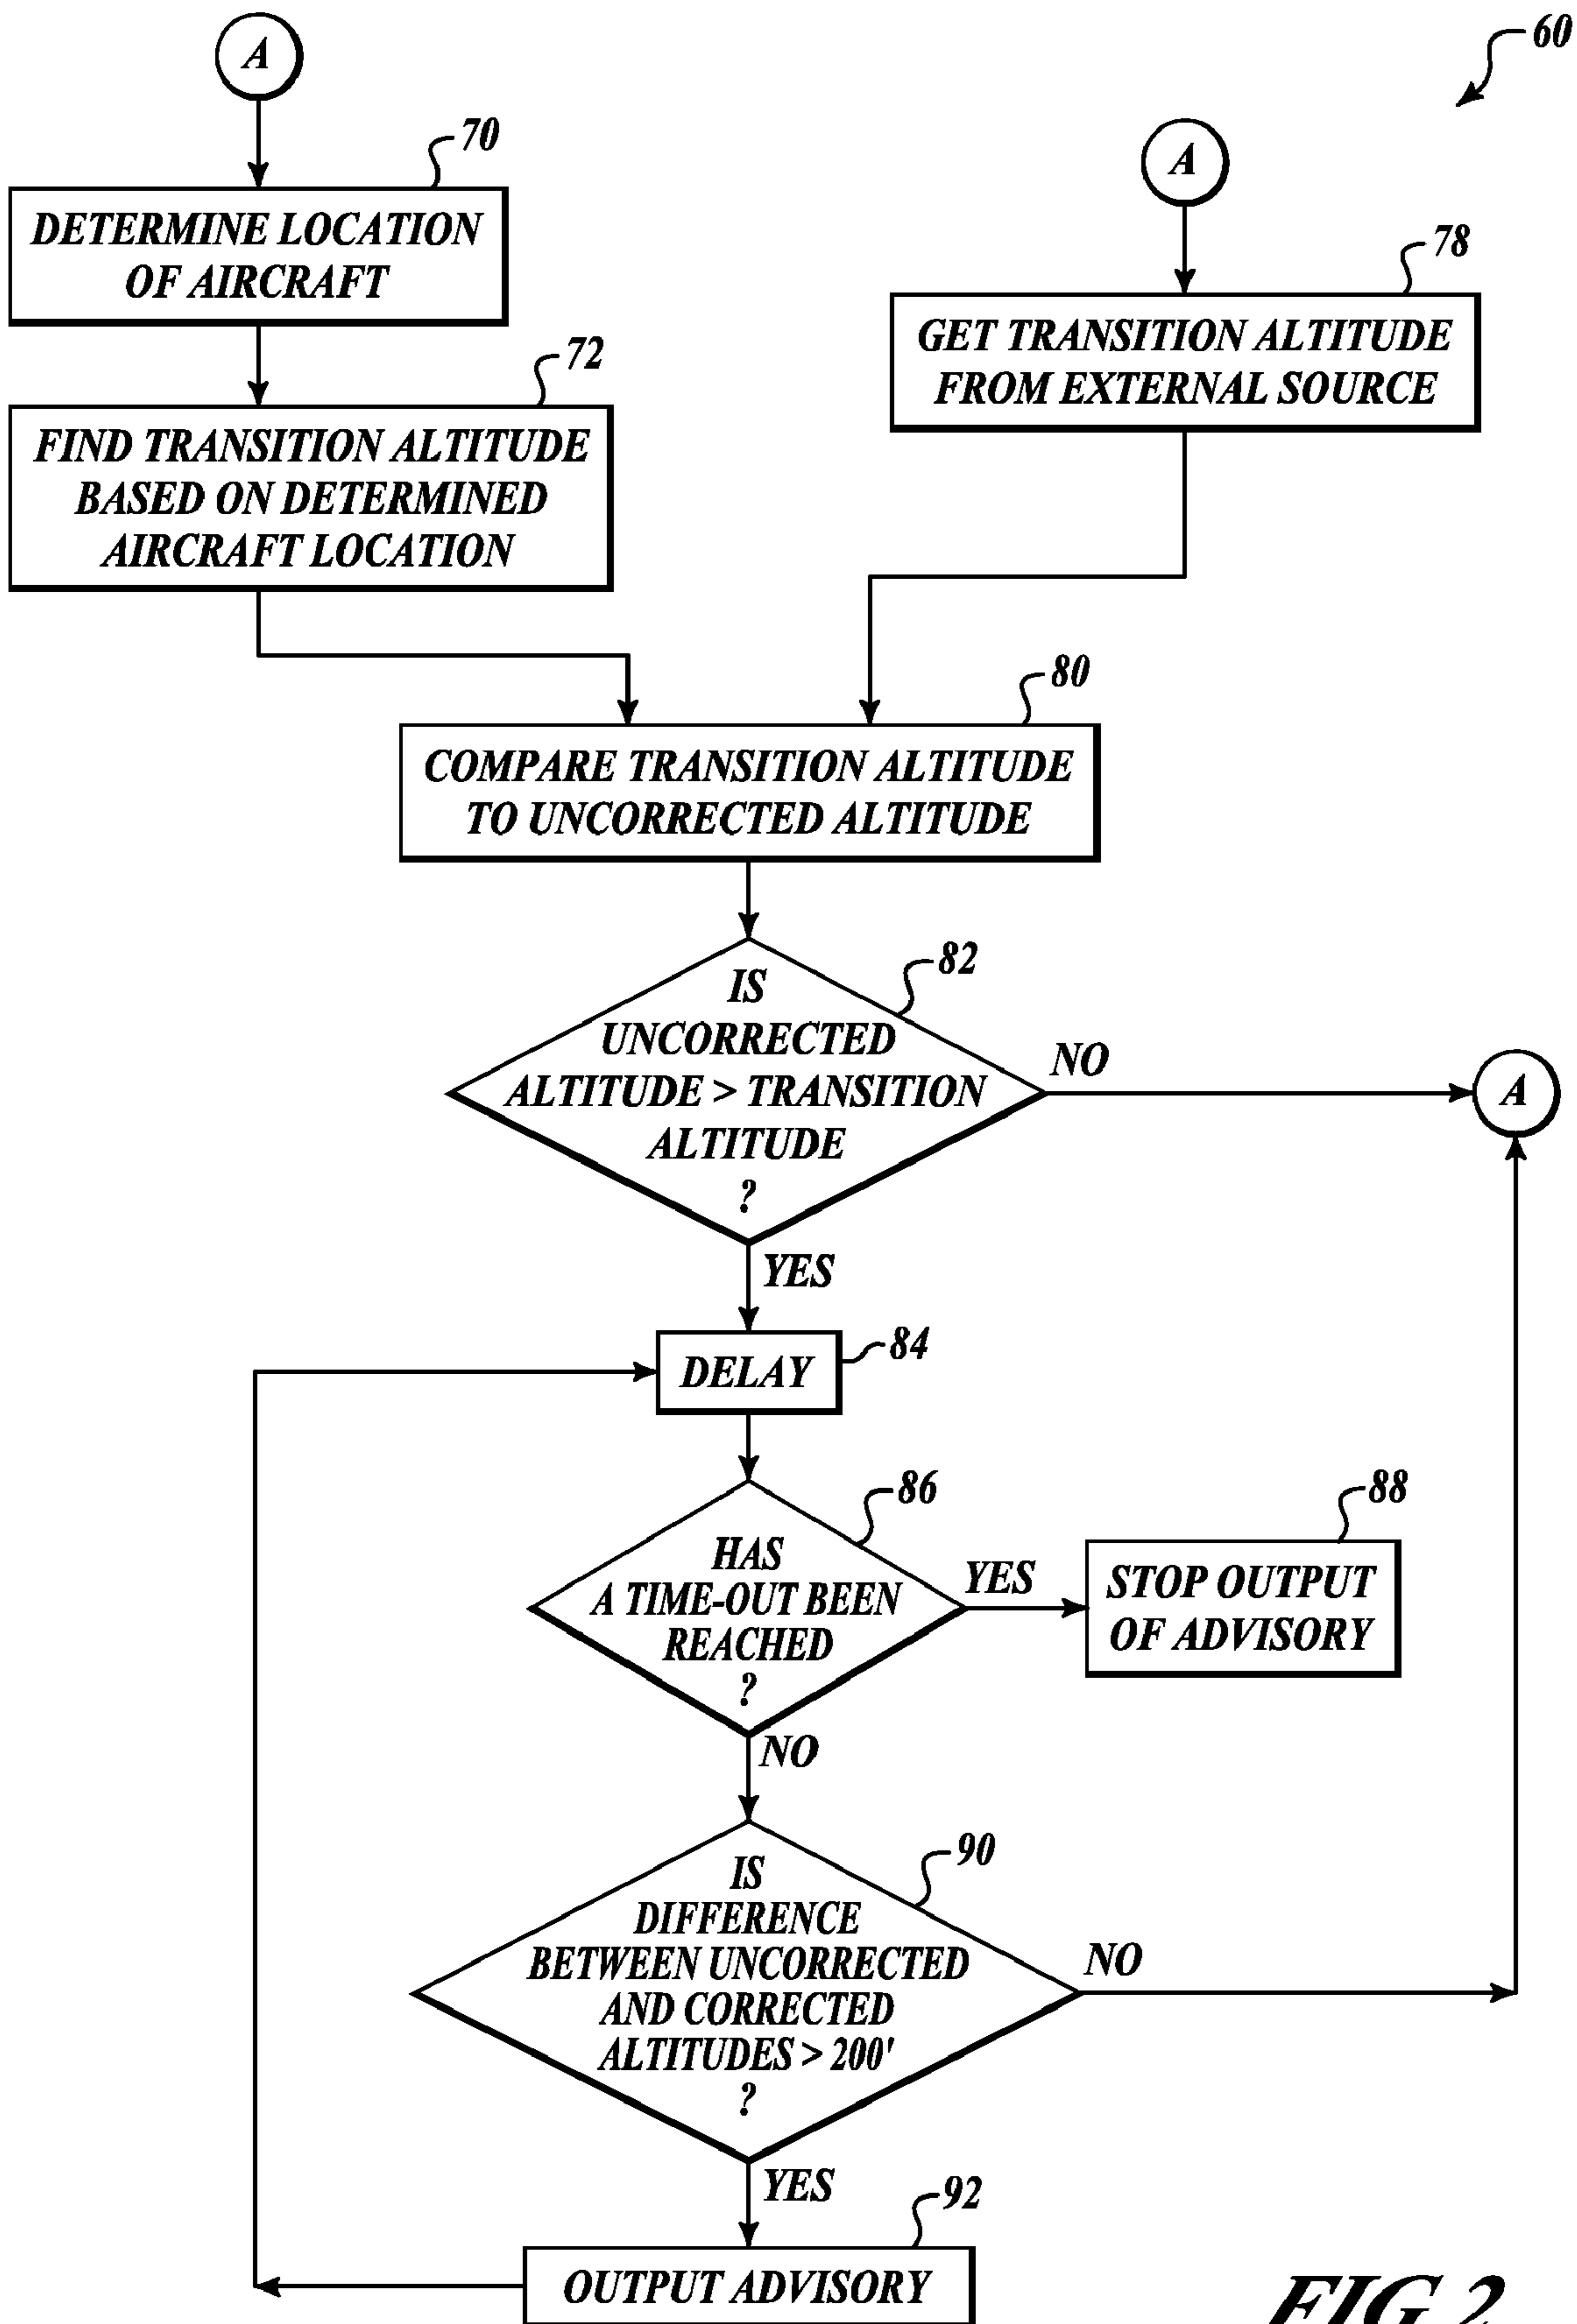 60
A
70
DETERMINE LOCATION
OF AIRCRAFT
72
FIND TRANSITION ALTITUDE
BASED ON DETERMINED
AIRCRAFT LOCATION
A
78
GET TRANSITION ALTITUDE
FROM EXTERNAL SOURCE
80
COMPARE TRANSITION ALTITUDE
TO UNCORRECTED ALTITUDE
82
IS
UNCORRECTED
ALTITUDE > TRANSITION
ALTITUDE
?
NO
A
YES
84
DELAY
86
HAS
A TIME-OUT BEEN
REACHED
?
YES
88
STOP OUTPUT
OF ADVISORY
NO
90
IS
DIFFERENCE
BETWEEN UNCORRECTED
AND CORRECTED
ALTITUDES > 200'
?
NO
YES
92
OUTPUT ADVISORY
FIG 2